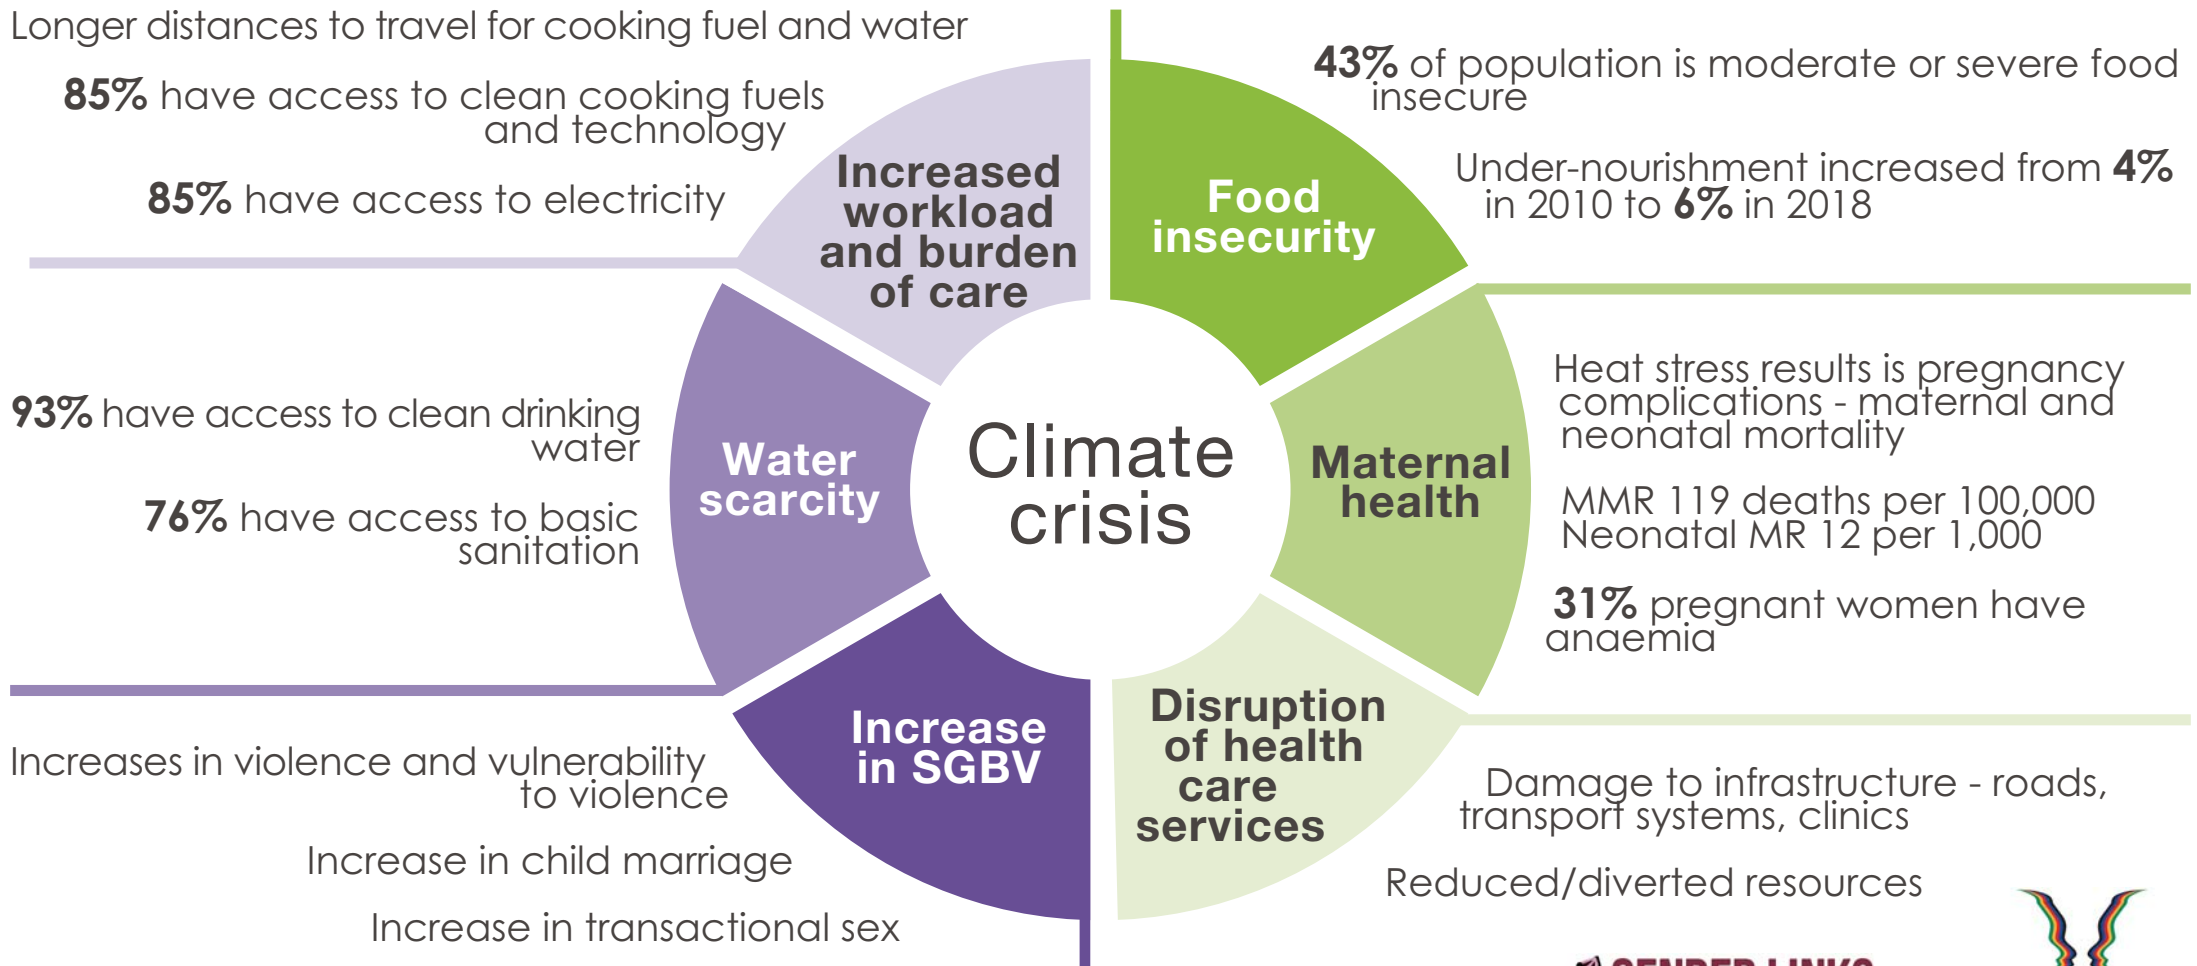 Longer distances to travel for cooking fuel and water
85% have access to clean cooking fuels
and technology
85% have access to electricity
Increased
workload
and burden
of care
43% of population is moderate or severe food
insecure
Under-nourishment increased from 4%
in 2010 to 6% in 2018
Food
insecurity
93% have access to clean drinking
water
76% have access to basic
sanitation
Water
scarcity
Climate
crisis
Maternal
health
Heat stress results is pregnancy
complications - maternal and
neonatal mortality
MMR 119 deaths per 100,000
Neonatal MR 12 per 1,000
31% pregnant women have
anaemia
Increases in violence and vulnerability
to violence
Increase in child marriage
Increase in transactional sex
Increase
in SGBV
Disruption
of health
care
services
Damage to infrastructure - roads,
transport systems, clinics
Reduced/diverted resources
GENDER LINKS